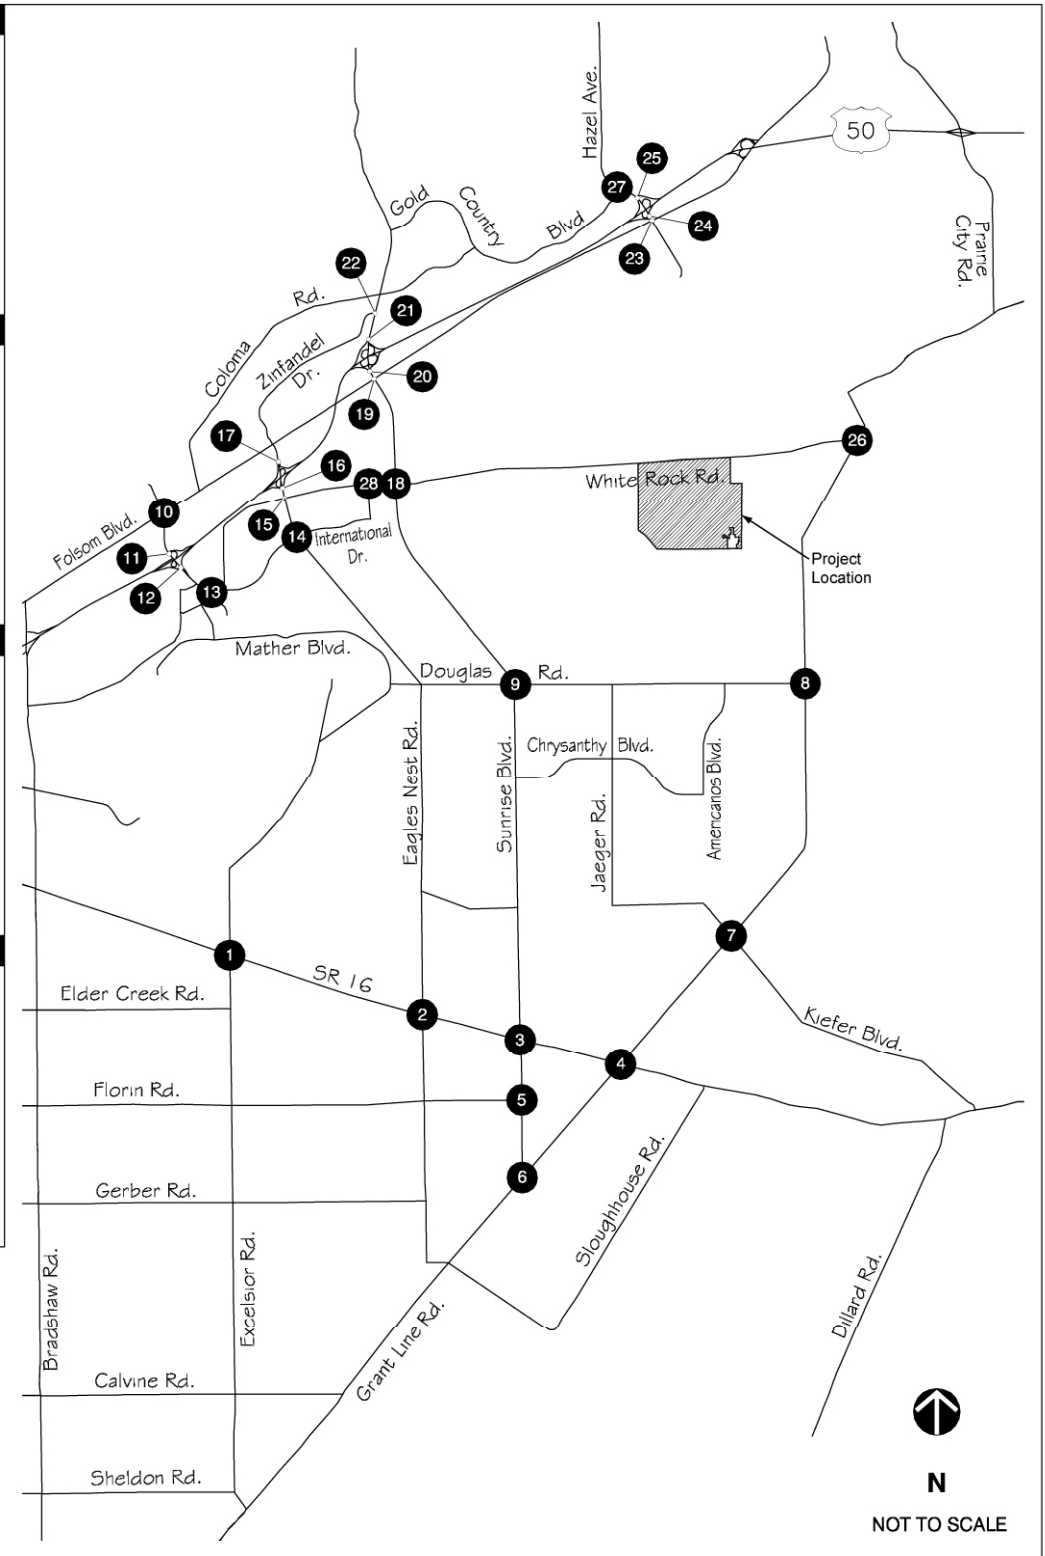 Hazel Ave.
50
25
27
Gold
Country
Blvd
24
23
Prairie
City Rd.
22
Rd.
21
Coloma
Zinfandel
Dr.
20
19
17
16
26
28
18
White Rock Rd.
10
15
14
Folsom Blvd.
International
Dr.
11
12
13
Project
Location
Mather Blvd.
Douglas
9
Rd.
8
Eagles Nest Rd.
Sunrise Blvd.
Chrysanthy Blvd.
Jaeger Rd.
Americanos Blvd.
7
1
SR 16
Elder Creek Rd.
2
3
4
Kiefer Blvd.
Florin Rd.
5
6
Gerber Rd.
Sloughhouse Rd.
Bradshaw Rd.
Excelsior Rd.
Dillard Rd.
Grant Line Rd.
Calvine Rd.
Sheldon Rd.
N
NOT TO SCALE